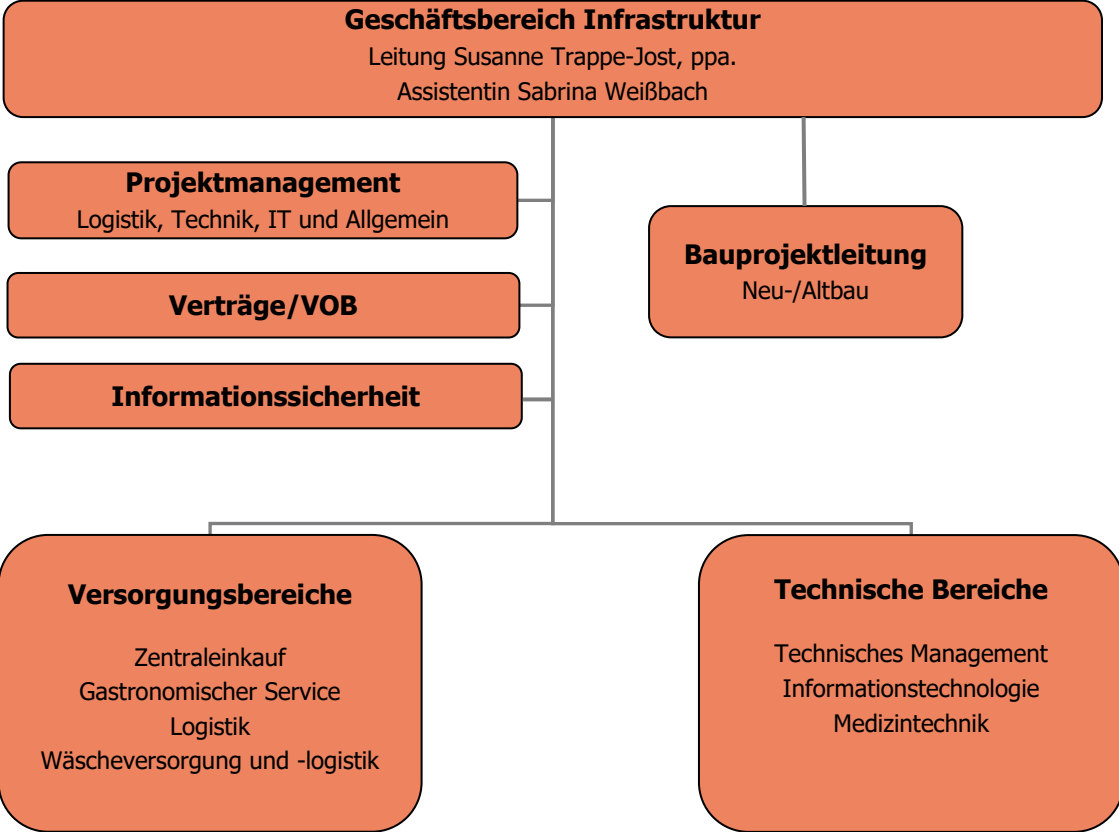 Geschäftsbereich Infrastruktur
Leitung Susanne Trappe-Jost, ppa.
Assistentin Sabrina Weißbach
Projektmanagement
Logistik, Technik, IT und Allgemein
Bauprojektleitung
Neu-/Altbau
Verträge/VOB
Informationssicherheit
Versorgungsbereiche
Zentraleinkauf
Gastronomischer Service
Logistik
Wäscheversorgung und -logistik
Technische Bereiche
Technisches Management
Informationstechnologie
Medizintechnik